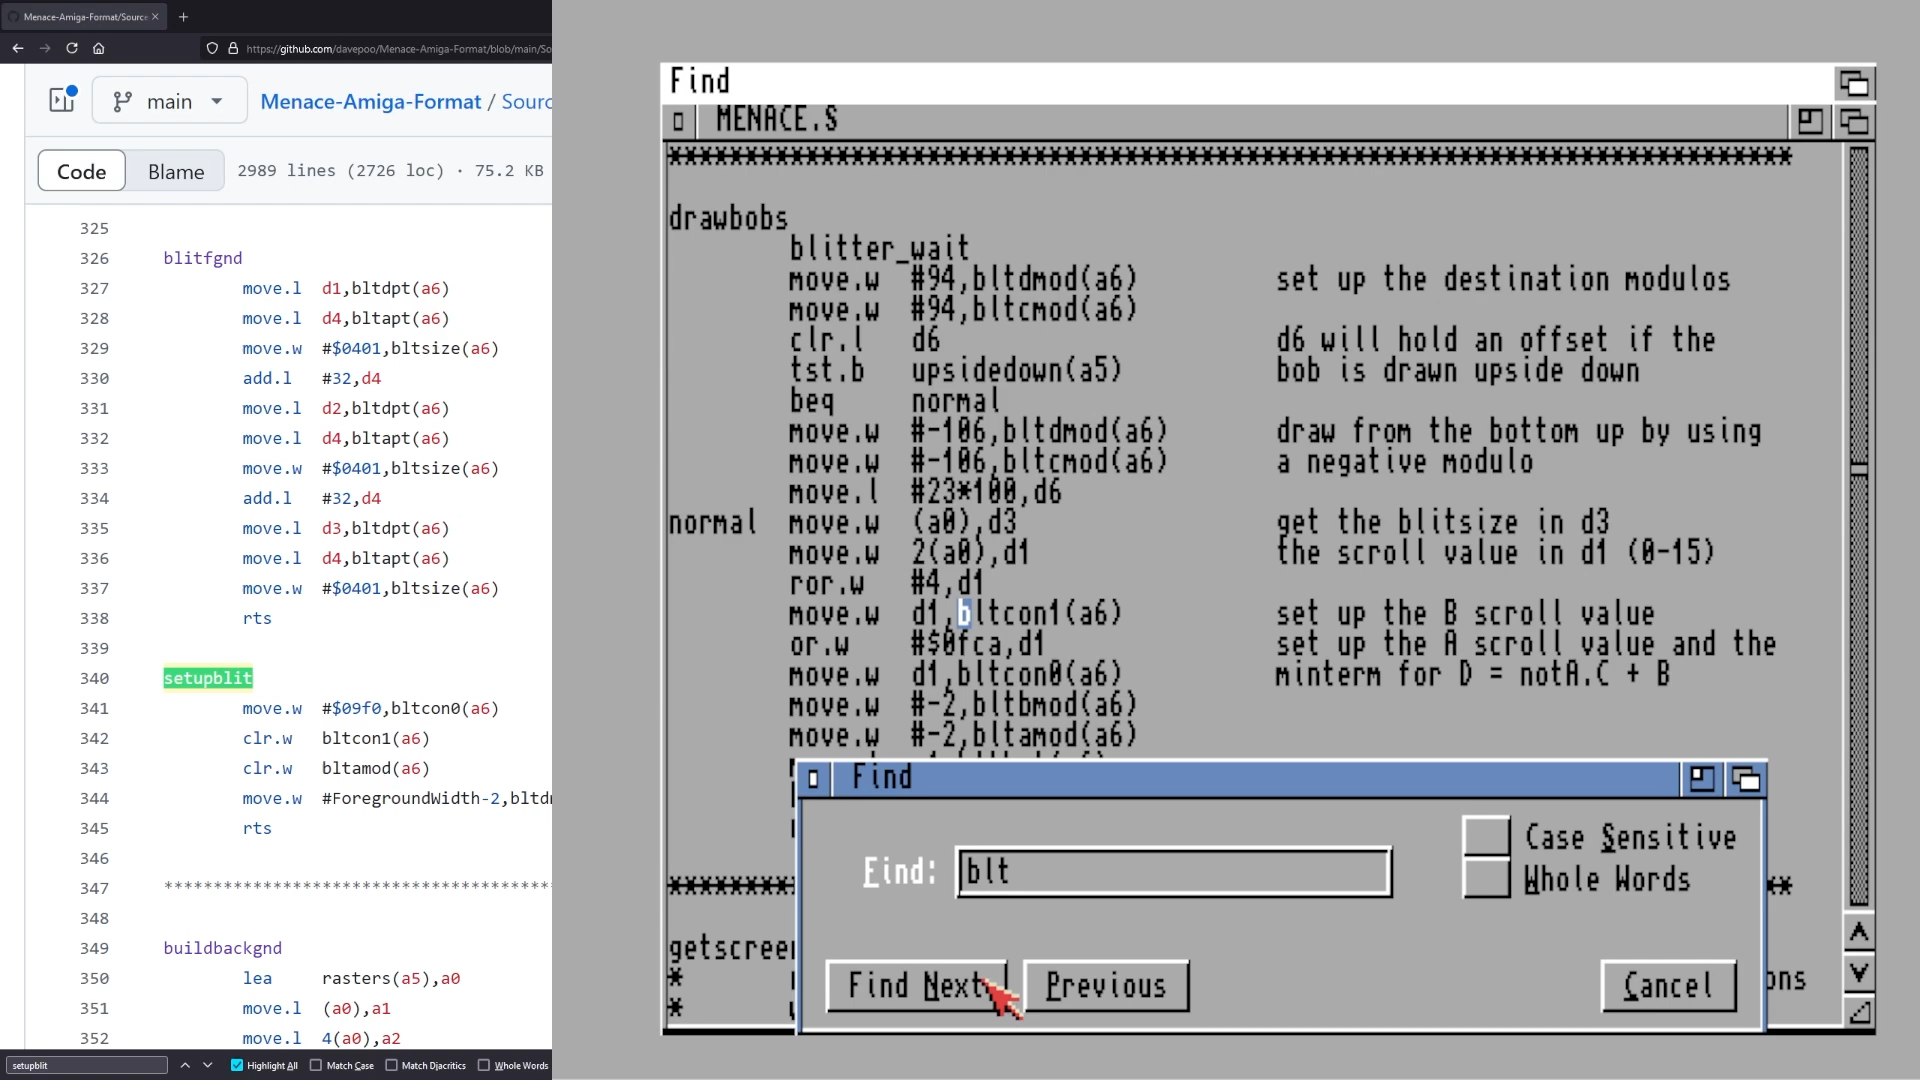 Menace-Amiga-Format/Source
https://github.com/davepoo/Menace-Amiga-Format/blob/main/So
main
Menace-Amiga-Format / Sourc
Code
Blame
2989 lines (2726 loc) · 75.2 KB
325
326 blitfgnd
327 move.l d1,bltdpt(a6)
328 move.l d4,bltapt(a6)
329 move.w #$0401,bltsize(a6)
330 add.l #32,d4
331 move.l d2,bltdpt(a6)
332 move.l d4,bltapt(a6)
333 move.w #$0401,bltsize(a6)
334 add.l #32,d4
335 move.l d3,bltdpt(a6)
336 move.l d4,bltapt(a6)
337 move.w #$0401,bltsize(a6)
338 rts
339
340 setupblit
341 move.w #$09f0,bltcon0(a6)
342 clr.w bltcon1(a6)
343 clr.w bltamod(a6)
344 move.w #ForegroundWidth-2,bltd
345 rts
346
347 ***************************************
348
349 buildbackgnd
350 lea rasters(a5),a0
351 move.l (a0),a1
352 move.l 4(a0),a2
setupblit
Highlight All
Match Case
Match Diacritics
Whole Words
Find
MENACE.S
**************************************************************************
drawbobs
blitter_wait
move.w #94,bltdmod(a6) set up the destination modulos
move.w #94,bltcmod(a6)
clr.l d6 d6 will hold an offset if the
tst.b upsidedown(a5) bob is drawn upside down
beq normal
move.w #-106,bltdmod(a6) draw from the bottom up by using
move.w #-106,bltcmod(a6) a negative modulo
move.l #23*100,d6
normal move.w (a0),d3 get the blitsize in d3
move.w 2(a0),d1 the scroll value in d1 (0-15)
ror.w #4,d1
move.w d1,bltcon1(a6) set up the B scroll value
or.w #$0fca,d1 set up the A scroll value and the
move.w d1,bltcon0(a6) minterm for D = notA.C + B
move.w #-2,bltbmod(a6)
move.w #-2,bltamod(a6)
Find
Case Sensitive
Find: blt
Whole Words
******** **
getscreen
Find Next
Previous
Cancel
ons
*
*